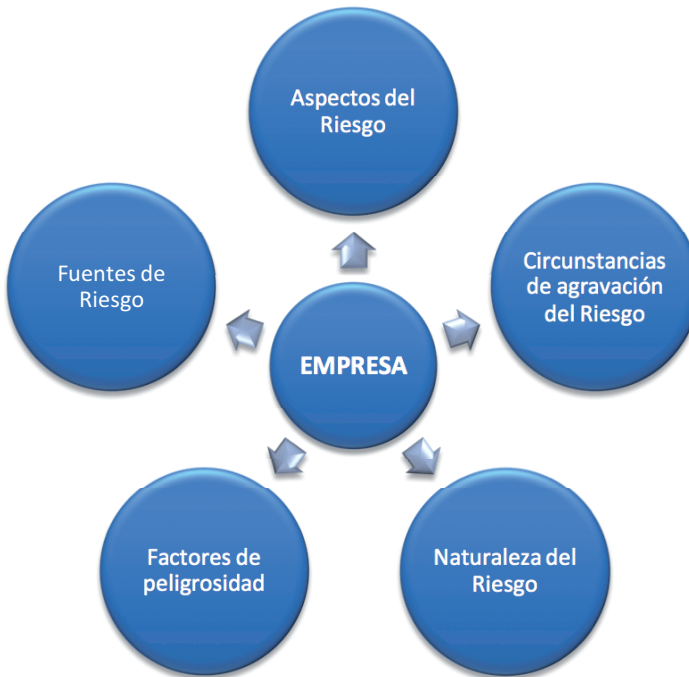 Aspectos del
Riesgo
Fuentes de
Riesgo
Circunstancias
de agravación
del Riesgo
EMPRESA
Factores de
peligrosidad
Naturaleza del
Riesgo